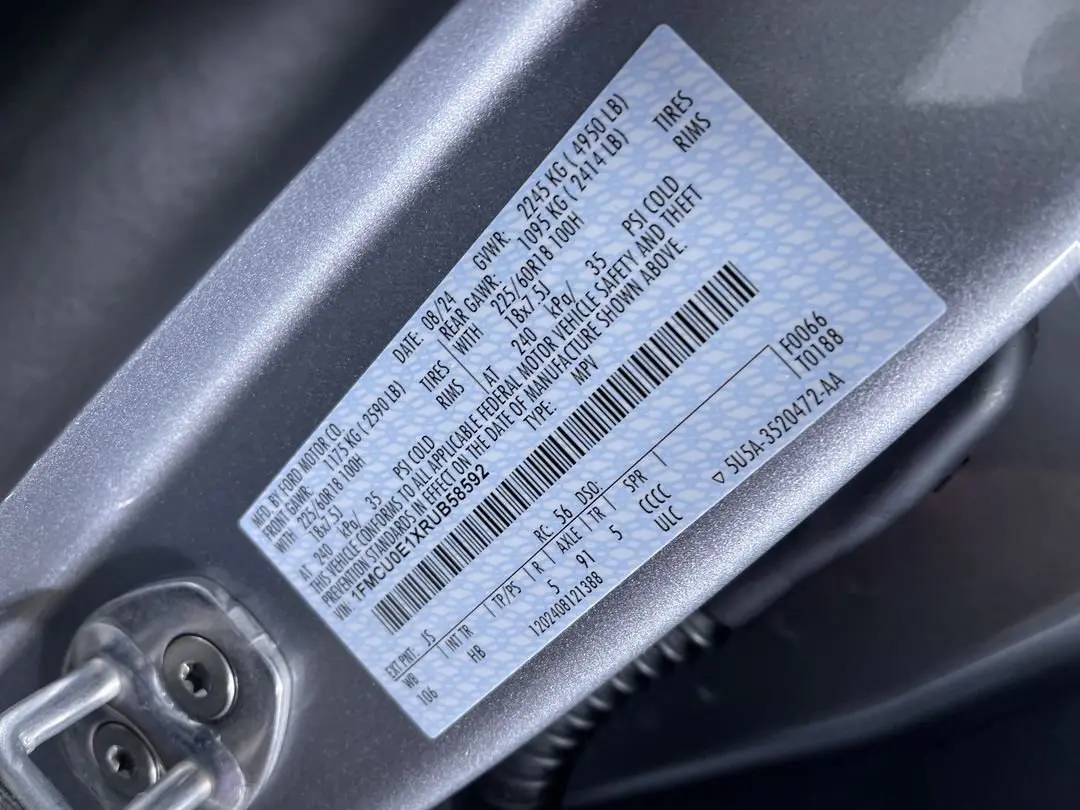 MFD. BY FORD MOTOR CO.
DATE: 08/24 GVWR: 2245 KG ( 4950 LB)
FRONT GAWR: 1175 KG ( 2590 LB) REAR GAWR: 1095 KG ( 2414 LB)
WITH 225/60R18 100H TIRES WITH 225/60R18 100H TIRES
18x7.5J RIMS 18x7.5J RIMS
AT 240 kPa/ 35 PSI COLD AT 240 kPa/ 35 PSI COLD
THIS VEHICLE CONFORMS TO ALL APPLICABLE FEDERAL MOTOR VEHICLE SAFETY AND THEFT
PREVENTION STANDARDS IN EFFECT ON THE DATE OF MANUFACTURE SHOWN ABOVE.
VIN: 1FMCU0E1XRUB58592 TYPE: MPV
F0066
T0188
EXT PNT: JS RC: 56 DSO:
WB INT TR TP/PS R AXLE TR SPR
106 HB 5 91 5 CCCC
1202408121388 ULC
▽ 5U5A-3520472-AA